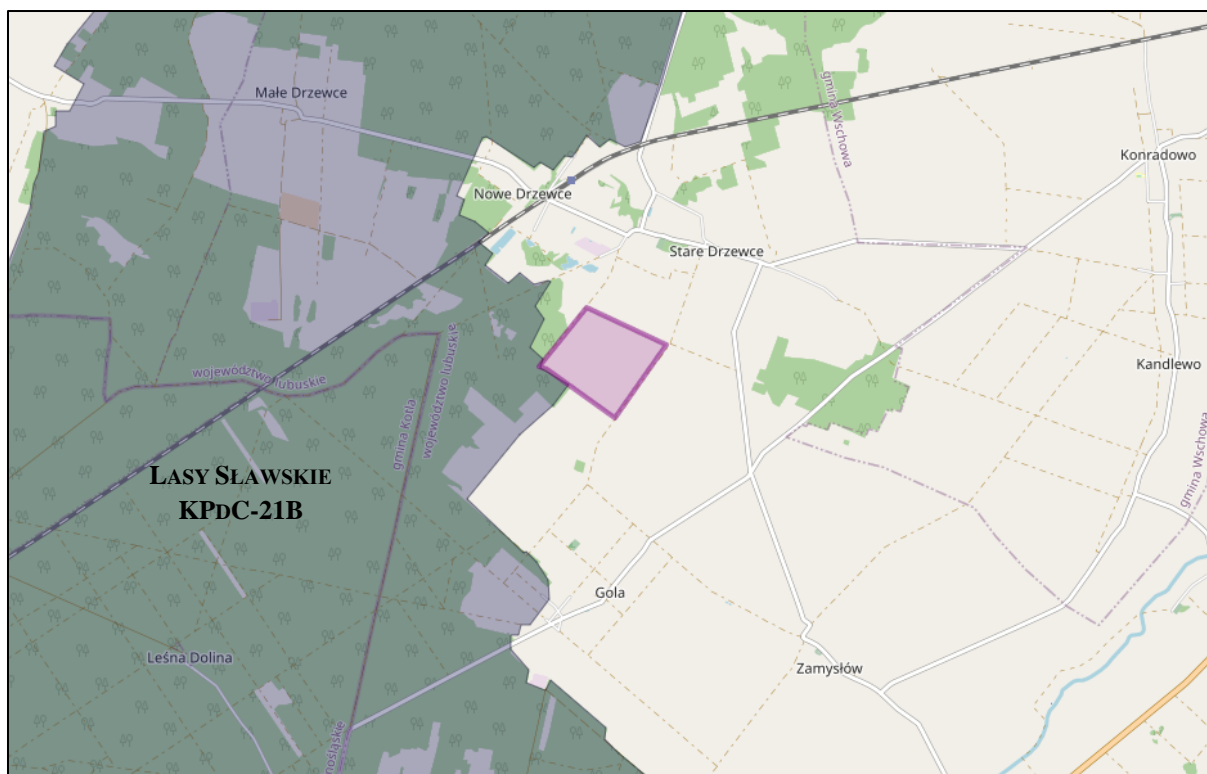 Małe Drzewce
gmina Wschowa
Konradowo
Nowe Drzewce
Stare Drzewce
województwo lubuskie
województwo lubuskie
gmina Kotla
Kandlewo
gmina Wschowa
LASY SŁAWSKIE
KPDC-21B
Gola
Leśna Dolina
Zamysłów
nośląskie